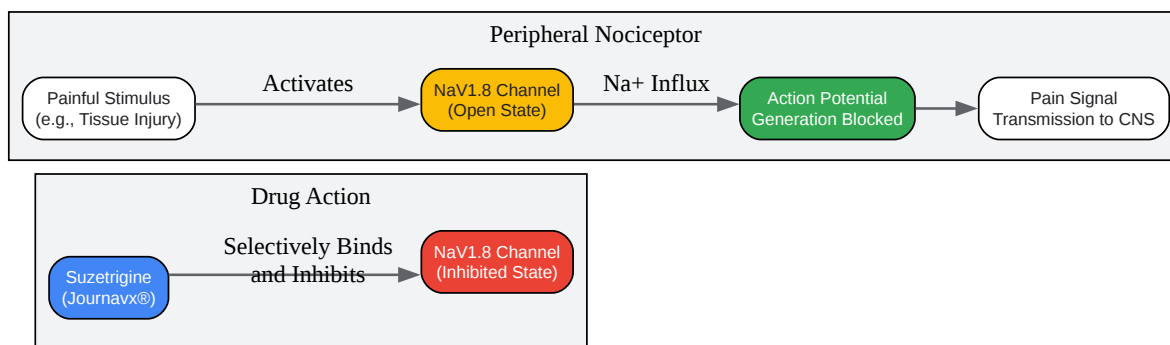 Peripheral Nociceptor
Painful Stimulus
(e.g., Tissue Injury)
Activates
NaV1.8 Channel
(Open State)
Na+ Influx
Action Potential
Generation Blocked
Pain Signal
Transmission to CNS
Drug Action
Suzetrigine
(Journavx®)
Selectively Binds
and Inhibits
NaV1.8 Channel
(Inhibited State)